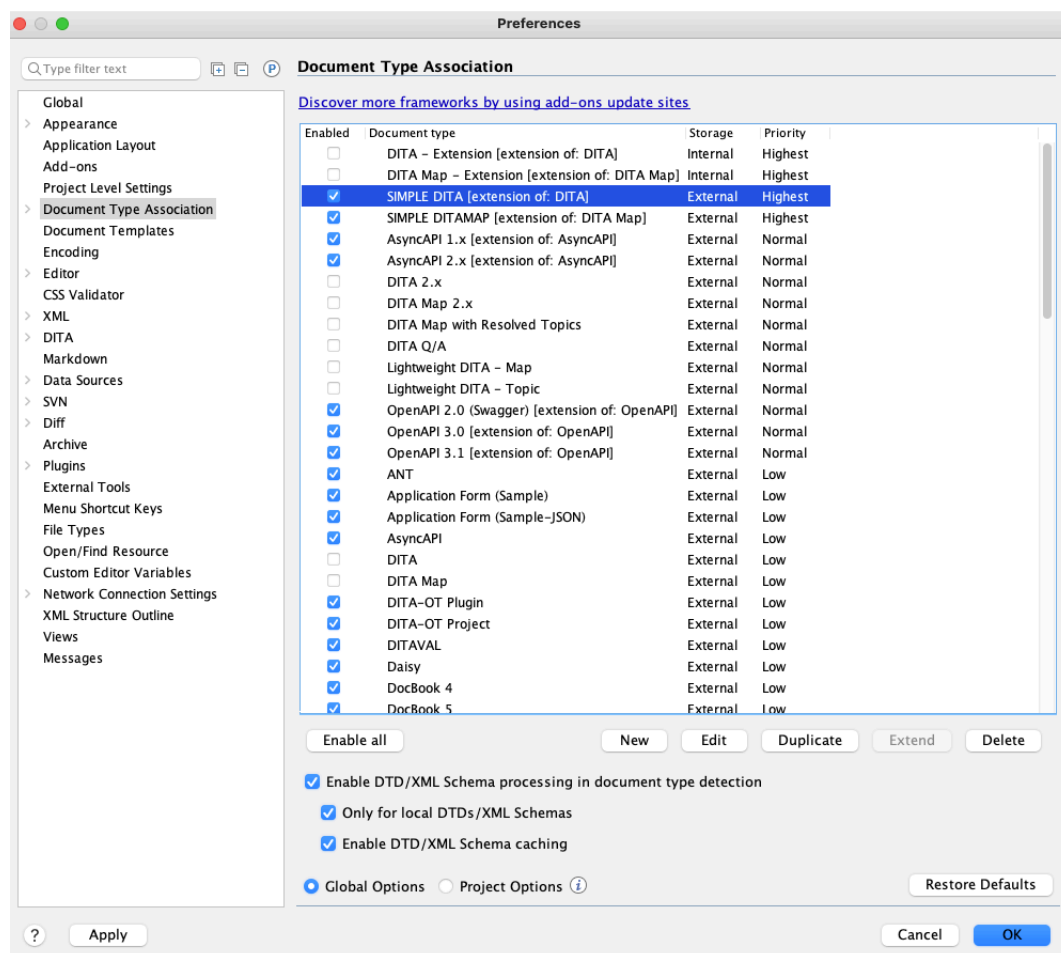 Preferences
Type filter text
P
Document Type Association
Global
Appearance
Application Layout
Add-ons
Project Level Settings
Document Type Association
Document Templates
Encoding
Editor
CSS Validator
XML
DITA
Markdown
Data Sources
SVN
Diff
Archive
Plugins
External Tools
Menu Shortcut Keys
File Types
Open/Find Resource
Custom Editor Variables
Network Connection Settings
XML Structure Outline
Views
Messages
Discover more frameworks by using add-ons update sites
Enabled Document type Storage Priority
DITA – Extension [extension of: DITA] Internal Highest
DITA Map – Extension [extension of: DITA Map] Internal Highest
SIMPLE DITA [extension of: DITA] External Highest
SIMPLE DITAMAP [extension of: DITA Map] External Highest
AsyncAPI 1.x [extension of: AsyncAPI] External Normal
AsyncAPI 2.x [extension of: AsyncAPI] External Normal
DITA 2.x External Normal
DITA Map 2.x External Normal
DITA Map with Resolved Topics External Normal
DITA Q/A External Normal
Lightweight DITA – Map External Normal
Lightweight DITA – Topic External Normal
OpenAPI 2.0 (Swagger) [extension of: OpenAPI] External Normal
OpenAPI 3.0 [extension of: OpenAPI] External Normal
OpenAPI 3.1 [extension of: OpenAPI] External Normal
ANT External Low
Application Form (Sample) External Low
Application Form (Sample-JSON) External Low
AsyncAPI External Low
DITA External Low
DITA Map External Low
DITA-OT Plugin External Low
DITA-OT Project External Low
DITAVAL External Low
Daisy External Low
DocBook 4 External Low
DocBook 5 External Low
Enable all New Edit Duplicate Extend Delete
Enable DTD/XML Schema processing in document type detection
Only for local DTDs/XML Schemas
Enable DTD/XML Schema caching
Global Options Project Options i
Restore Defaults
? Apply Cancel OK